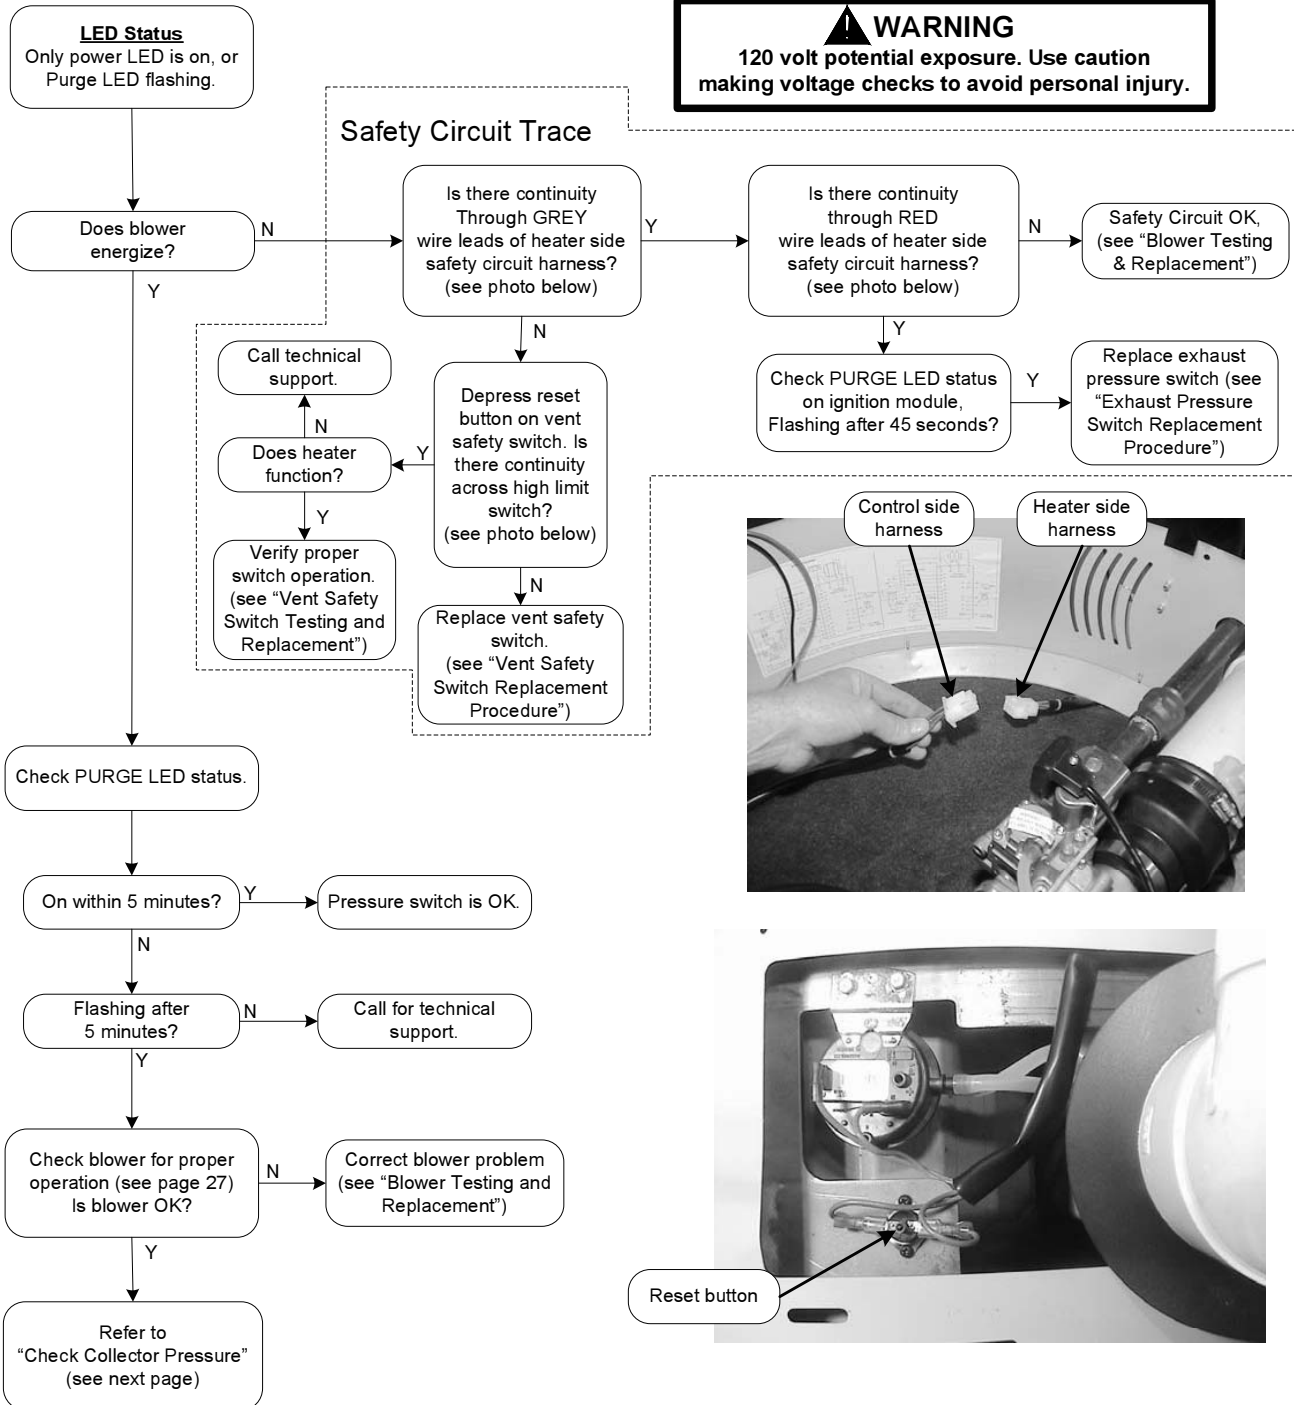 LED Status
Only power LED is on, or
Purge LED flashing.
WARNING
120 volt potential exposure. Use caution
making voltage checks to avoid personal injury.
Safety Circuit Trace
Does blower
energize?
N
Y
Is there continuity
Through GREY
wire leads of heater side
safety circuit harness?
(see photo below)
Y
N
Is there continuity
through RED
wire leads of heater side
safety circuit harness?
(see photo below)
N
Y
Safety Circuit OK,
(see “Blower Testing
& Replacement”)
Check PURGE LED status
on ignition module,
Flashing after 45 seconds?
Y
Replace exhaust
pressure switch (see
“Exhaust Pressure
Switch Replacement
Procedure”)
Depress reset
button on vent
safety switch. Is
there continuity
across high limit
switch?
(see photo below)
Y
N
Call technical
support.
N
Does heater
function?
Y
Verify proper
switch operation.
(see “Vent Safety
Switch Testing and
Replacement”)
Replace vent safety
switch.
(see “Vent Safety
Switch Replacement
Procedure”)
Control side
harness
Heater side
harness
Check PURGE LED status.
On within 5 minutes?
Y
Pressure switch is OK.
N
Flashing after
5 minutes?
N
Call for technical
support.
Y
Check blower for proper
operation (see page 27)
Is blower OK?
N
Correct blower problem
(see “Blower Testing and
Replacement”)
Y
Refer to
“Check Collector Pressure”
(see next page)
Reset button